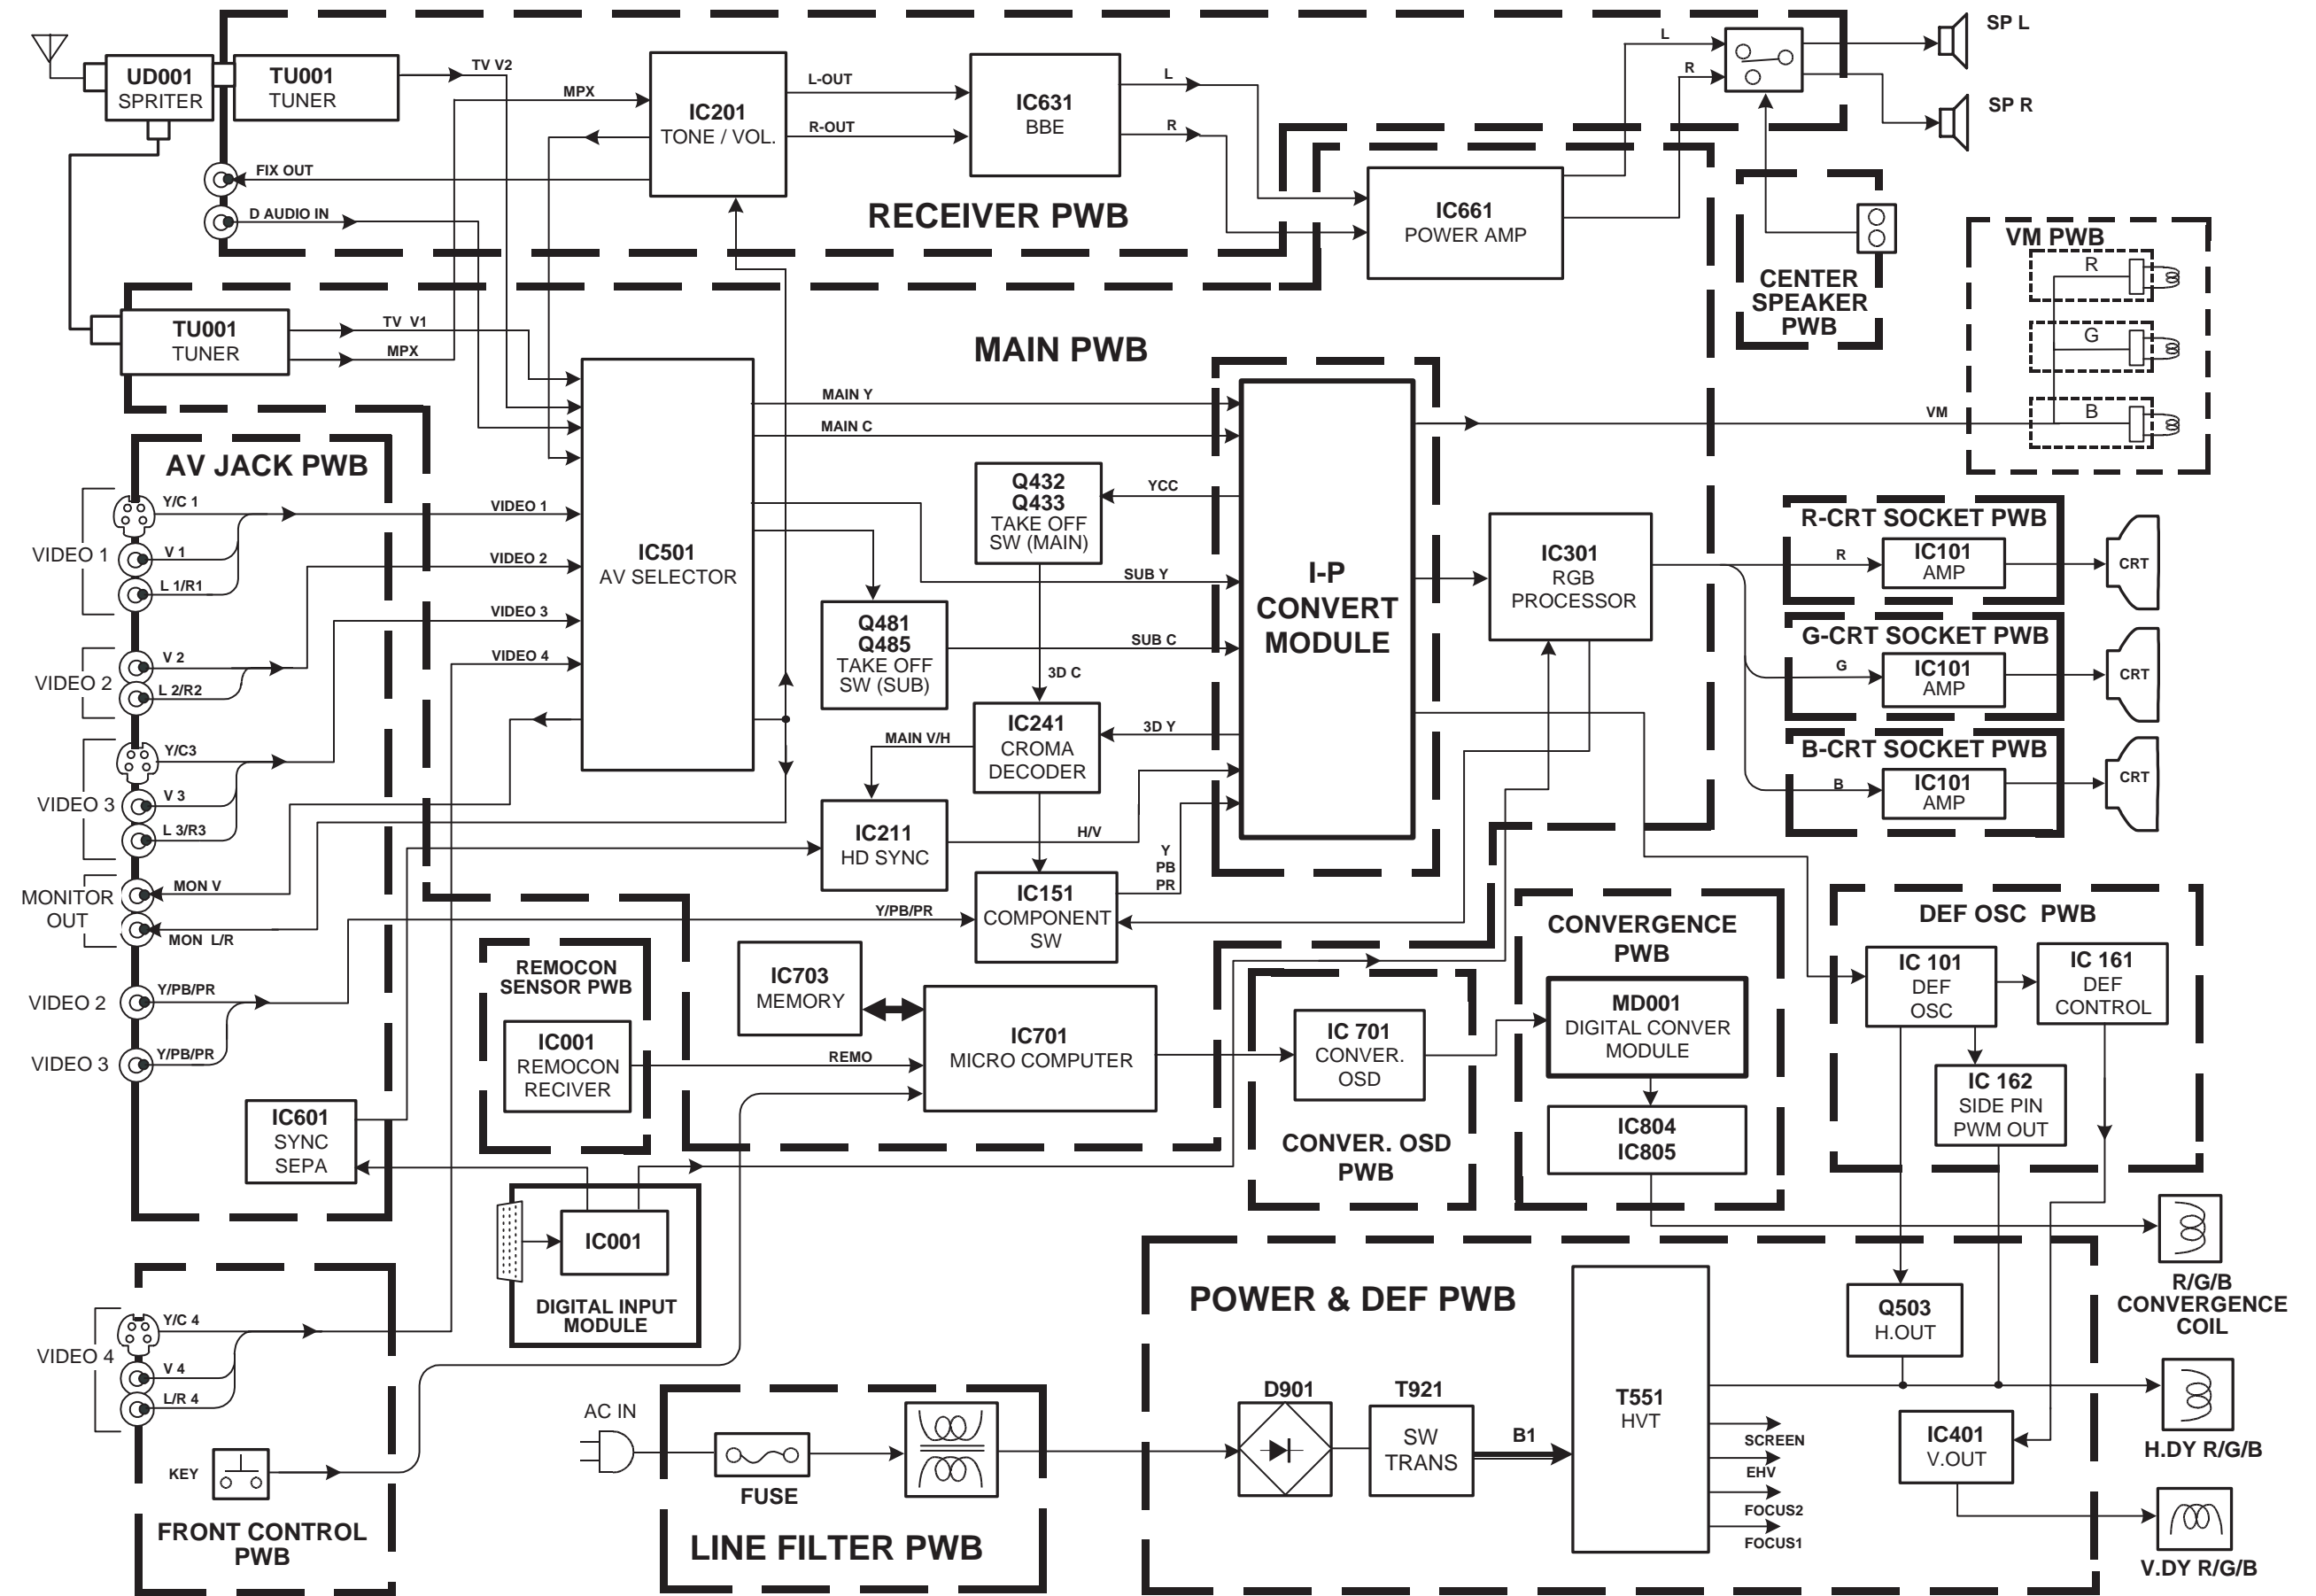 SP L
UD001
SPRITER
TU001
TUNER
TV V2
MPX
IC201
TONE / VOL.
L-OUT
R-OUT
IC631
BBE
L
R
L
R
SP R
FIX OUT
D AUDIO IN
RECEIVER PWB
IC661
POWER AMP
CENTER
SPEAKER
PWB
VM PWB
R
G
B
VM
TU001
TUNER
TV V1
MPX
MAIN PWB
AV JACK PWB
VIDEO 1
Y/C 1
V 1
L 1/R1
VIDEO 2
V 2
L 2/R2
VIDEO 3
Y/C3
V 3
L 3/R3
MONITOR
OUT
MON V
MON L/R
VIDEO 2
Y/PB/PR
VIDEO 3
Y/PB/PR
IC601
SYNC
SEPA
VIDEO 1
VIDEO 2
VIDEO 3
VIDEO 4
IC501
AV SELECTOR
MAIN Y
MAIN C
Q432
Q433
TAKE OFF
SW (MAIN)
YCC
SUB Y
Q481
Q485
TAKE OFF
SW (SUB)
SUB C
3D C
IC241
CROMA
DECODER
3D Y
MAIN V/H
IC211
HD SYNC
H/V
Y
PB
PR
IC151
COMPONENT
SW
Y/PB/PR
I-P
CONVERT
MODULE
IC301
RGB
PROCESSOR
R-CRT SOCKET PWB
R
IC101
AMP
CRT
G-CRT SOCKET PWB
G
IC101
AMP
CRT
B-CRT SOCKET PWB
B
IC101
AMP
CRT
REMOCON
SENSOR PWB
IC001
REMOCON
RECIVER
REMO
IC703
MEMORY
IC701
MICRO COMPUTER
IC 701
CONVER.
OSD
CONVER. OSD
PWB
CONVERGENCE
PWB
MD001
DIGITAL CONVER
MODULE
IC804
IC805
DEF OSC PWB
IC 101
DEF
OSC
IC 161
DEF
CONTROL
IC 162
SIDE PIN
PWM OUT
R/G/B
CONVERGENCE
COIL
IC001
DIGITAL INPUT
MODULE
VIDEO 4
Y/C 4
V 4
L/R 4
KEY
FRONT CONTROL
PWB
AC IN
FUSE
LINE FILTER PWB
POWER & DEF PWB
D901
T921
SW
TRANS
B1
T551
HVT
SCREEN
EHV
FOCUS2
FOCUS1
Q503
H.OUT
IC401
V.OUT
H.DY R/G/B
V.DY R/G/B